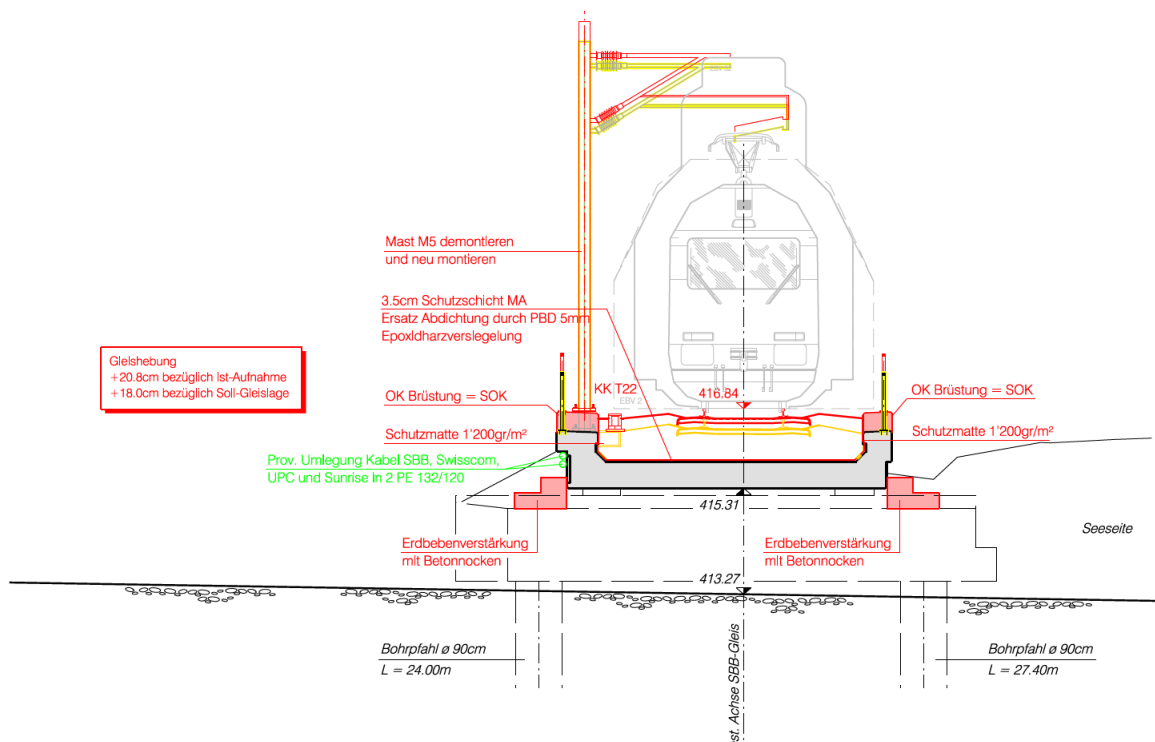 EBV 2
Mast M5 demontieren
und neu montieren
3.5cm Schutzschicht MA
Ersatz Abdichtung durch PBD 5mm
Epoxidharzversiegelung
Gleishebung
+20.8cm bezüglich Ist-Aufnahme
+18.0cm bezüglich Soll-Gleislage
OK Brüstung = SOK
KK T22
EBV 2
416.84
OK Brüstung = SOK
Schutzmatte 1'200gr/m²
Schutzmatte 1'200gr/m²
Prov. Umlegung Kabel SBB, Swisscom,
UPC und Sunrise in 2 PE 132/120
415.31
Seeseite
Erdbebenverstärkung
mit Betonnocken
Erdbebenverstärkung
mit Betonnocken
413.27
Bohrpfahl ø 90cm
L = 24.00m
Bohrpfahl ø 90cm
L = 27.40m
st. Achse SBB-Gleis